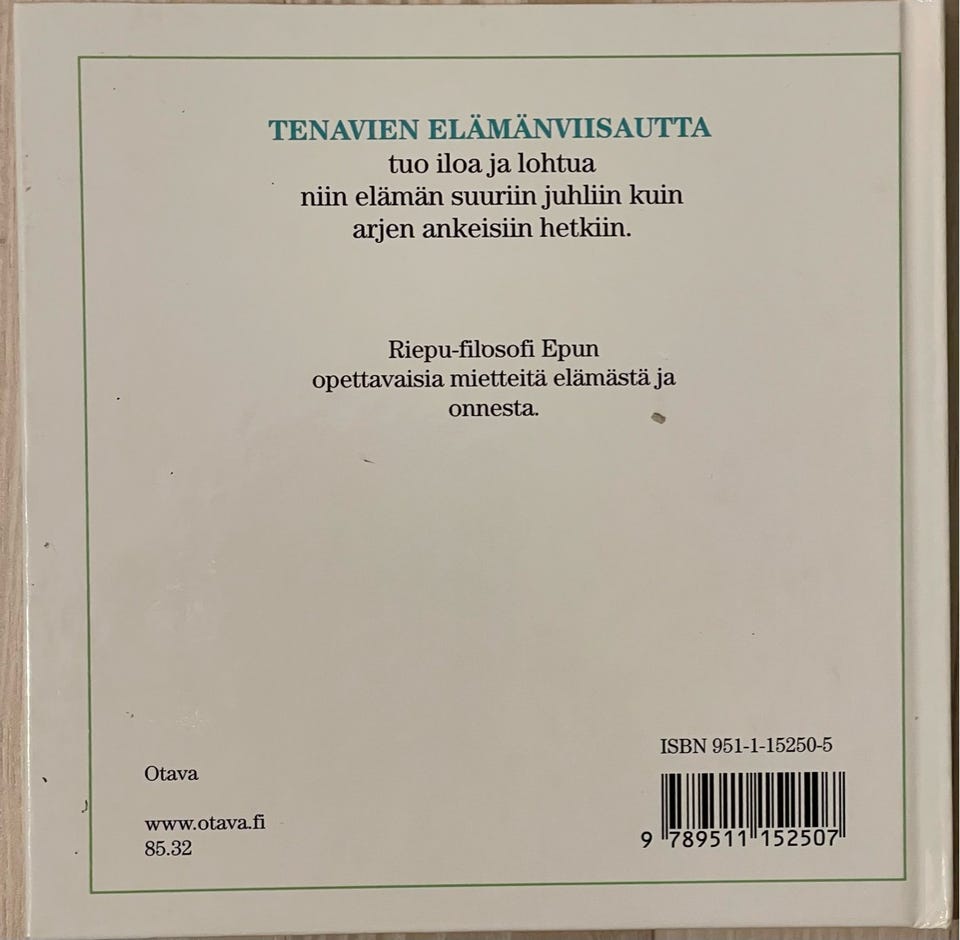 TENAVIEN ELÄMÄNVIISAUTTA
tuo iloa ja lohtua
niin elämän suuriin juhliin kuin
arjen ankeisiin hetkiin.
Riepu-filosofi Epun
opettavaisia mietteitä elämästä ja
onnesta.
ISBN 951-1-15250-5
Otava
www.otava.fi
85.32
9 789511 152507